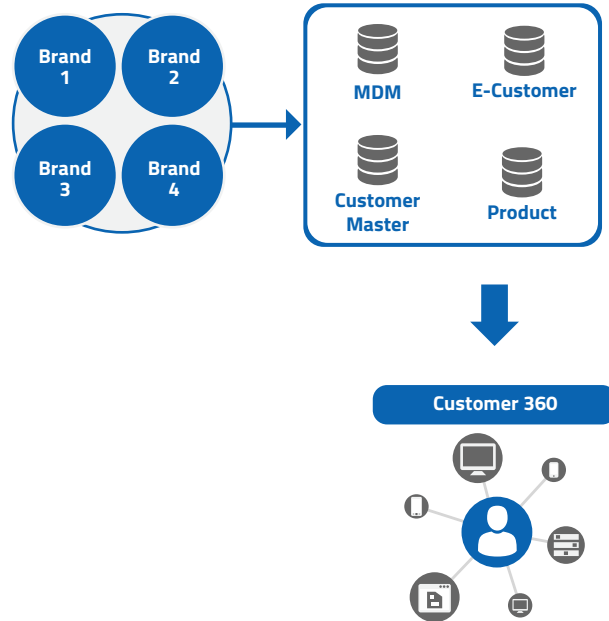 Brand
1
Brand
2
Brand
3
Brand
4
MDM
E-Customer
Customer
Master
Product
Customer 360